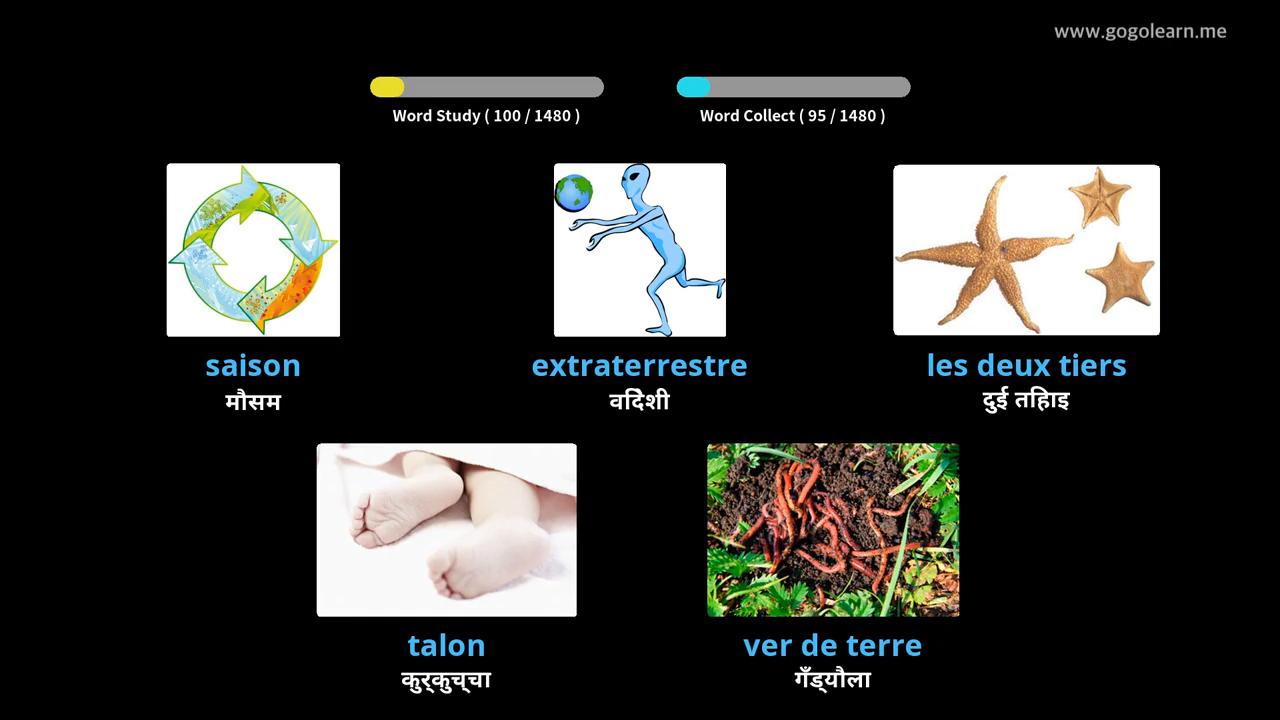 www.gogolearn.me
Word Study ( 100 / 1480 )
Word Collect ( 95 / 1480 )
saison
मौसम
extraterrestre
विदेशी
les deux tiers
दुई तिहाइ
talon
कुर्कुच्चा
ver de terre
गँड्यौला